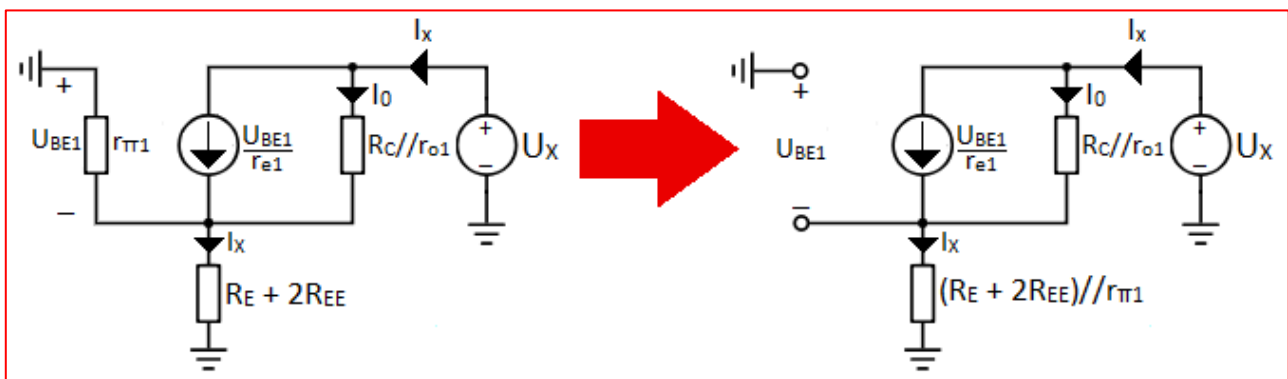 Ix
+
I0
UBE1
rπ1
UBE1
re1
RC//ro1
+
−
UX
−
IX
RE + 2REE
Ix
+
I0
UBE1
UBE1
re1
RC//ro1
+
−
UX
−
IX
(RE + 2REE)//rπ1